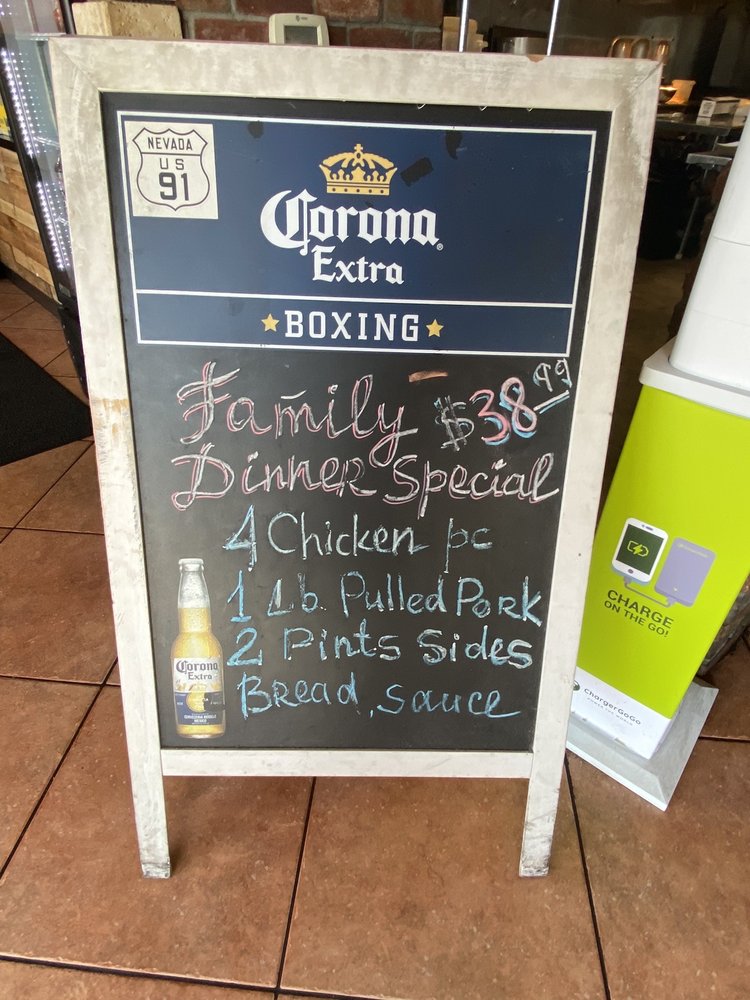 NEVADA
US
91
Corona
Extra
BOXING
Family $38.99
Dinner Special
4 Chicken pc
1 Lb. Pulled Pork
2 Pints Sides
Bread, Sauce
Corona
Extra
CHARGE
ON THE GO!
ChargerGoGo